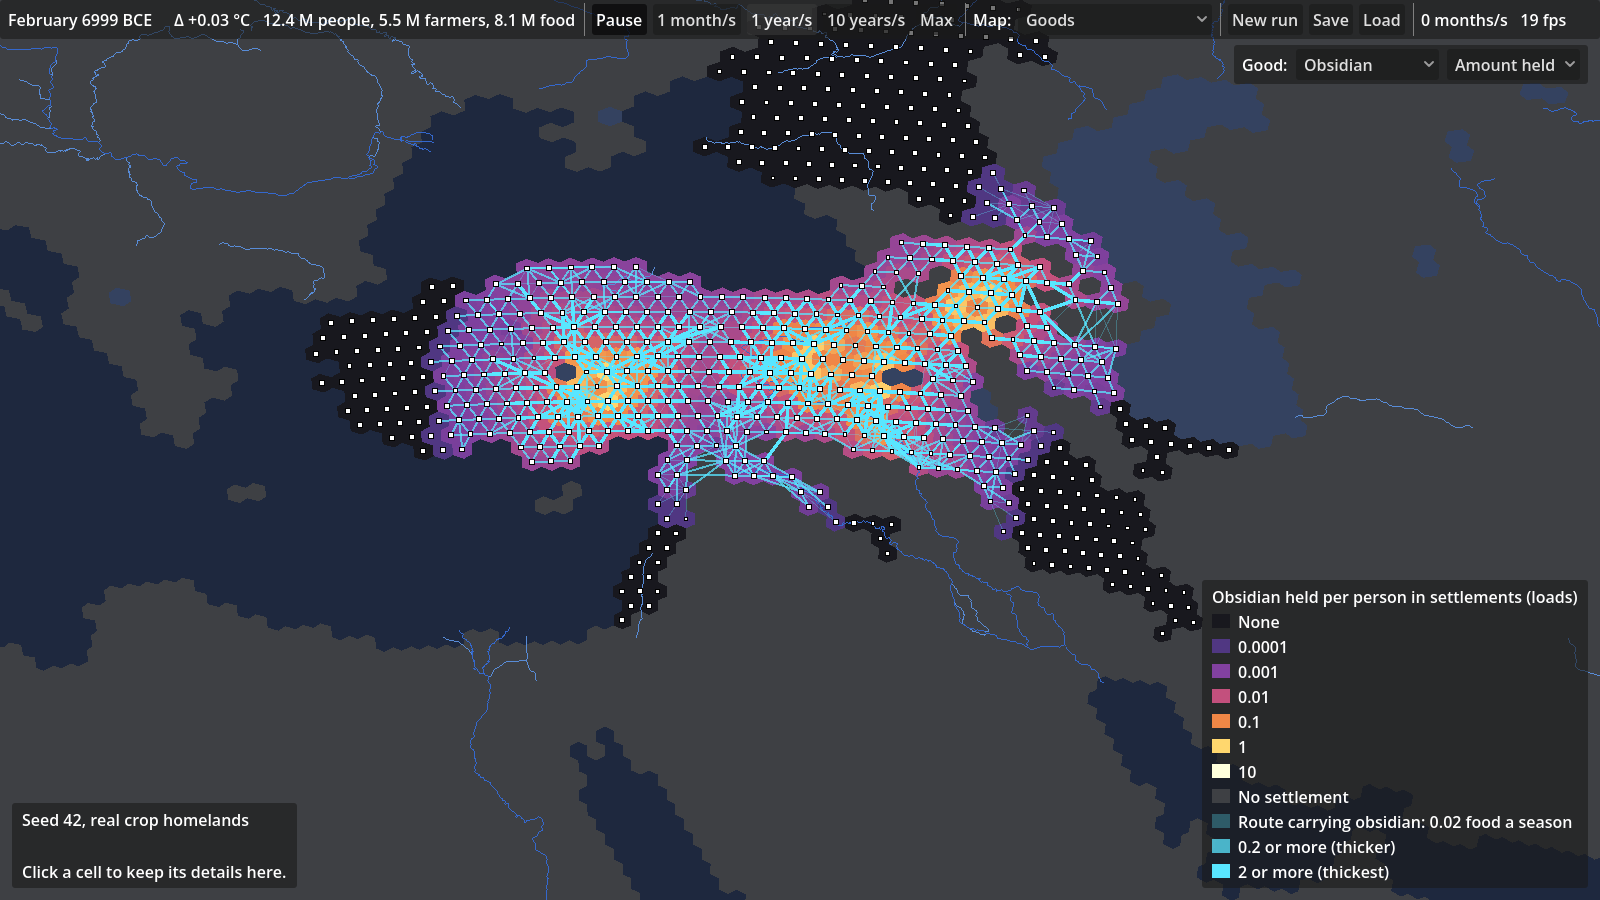 February 6999 BCE Δ +0.03 °C 12.4 M people, 5.5 M farmers, 8.1 M food Pause 1 month/s 1 year/s 10 years/s Max Map: Goods New run Save Load 0 months/s 19 fps
Good: Obsidian Amount held
Obsidian held per person in settlements (loads)
None
0.0001
0.001
0.01
0.1
1
10
No settlement
Route carrying obsidian: 0.02 food a season
0.2 or more (thicker)
2 or more (thickest)
Seed 42, real crop homelands
Click a cell to keep its details here.